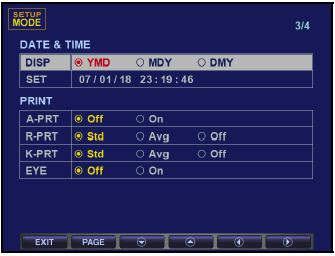 SETUP
MODE
3/4
DATE & TIME
DISP YMD MDY DMY
SET 07/01/18 23:19:46
PRINT
A-PRT Off On
R-PRT Std Avg Off
K-PRT Std Avg Off
EYE Off On
EXIT PAGE